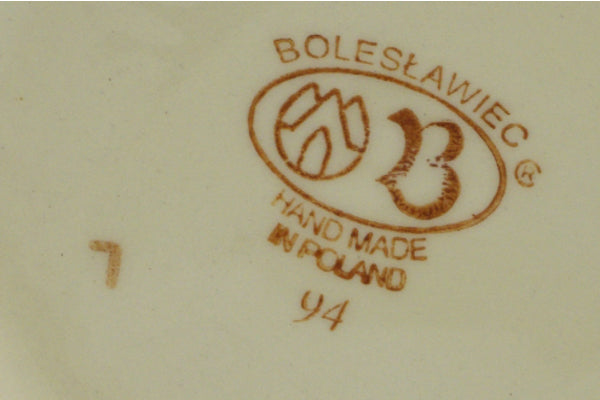 BOLESŁAWIEC ®
B
HAND MADE
IN POLAND
94
7